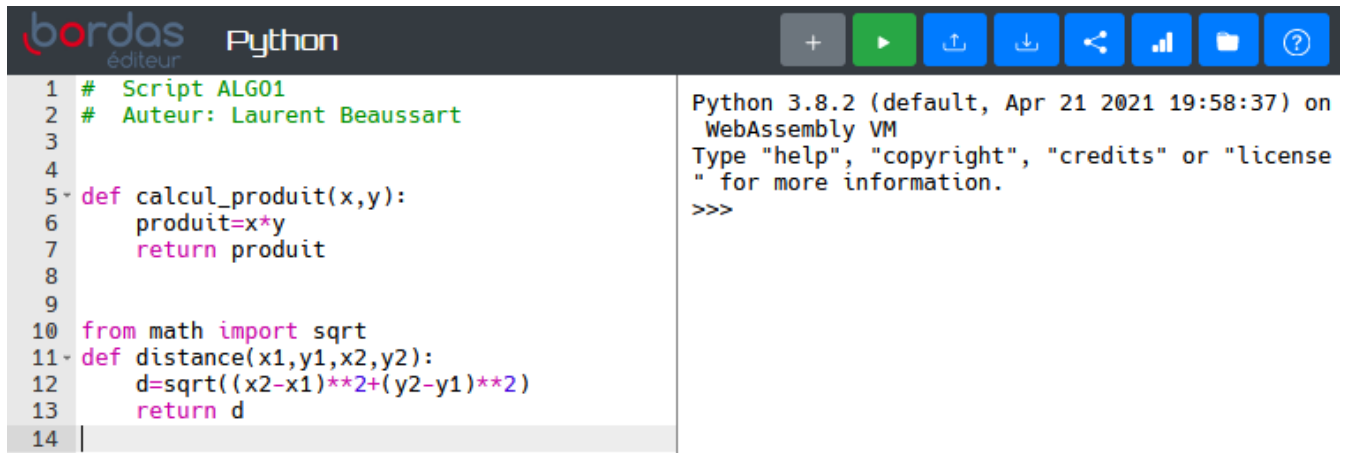 bordas
éditeur
Python
1 #  Script ALGO1
2 #  Auteur: Laurent Beaussart
3
4
5 def calcul_produit(x,y):
6     produit=x*y
7     return produit
8
9
10 from math import sqrt
11 def distance(x1,y1,x2,y2):
12     d=sqrt((x2-x1)**2+(y2-y1)**2)
13     return d
14
Python 3.8.2 (default, Apr 21 2021 19:58:37) on
 WebAssembly VM
Type "help", "copyright", "credits" or "license
" for more information.
>>>